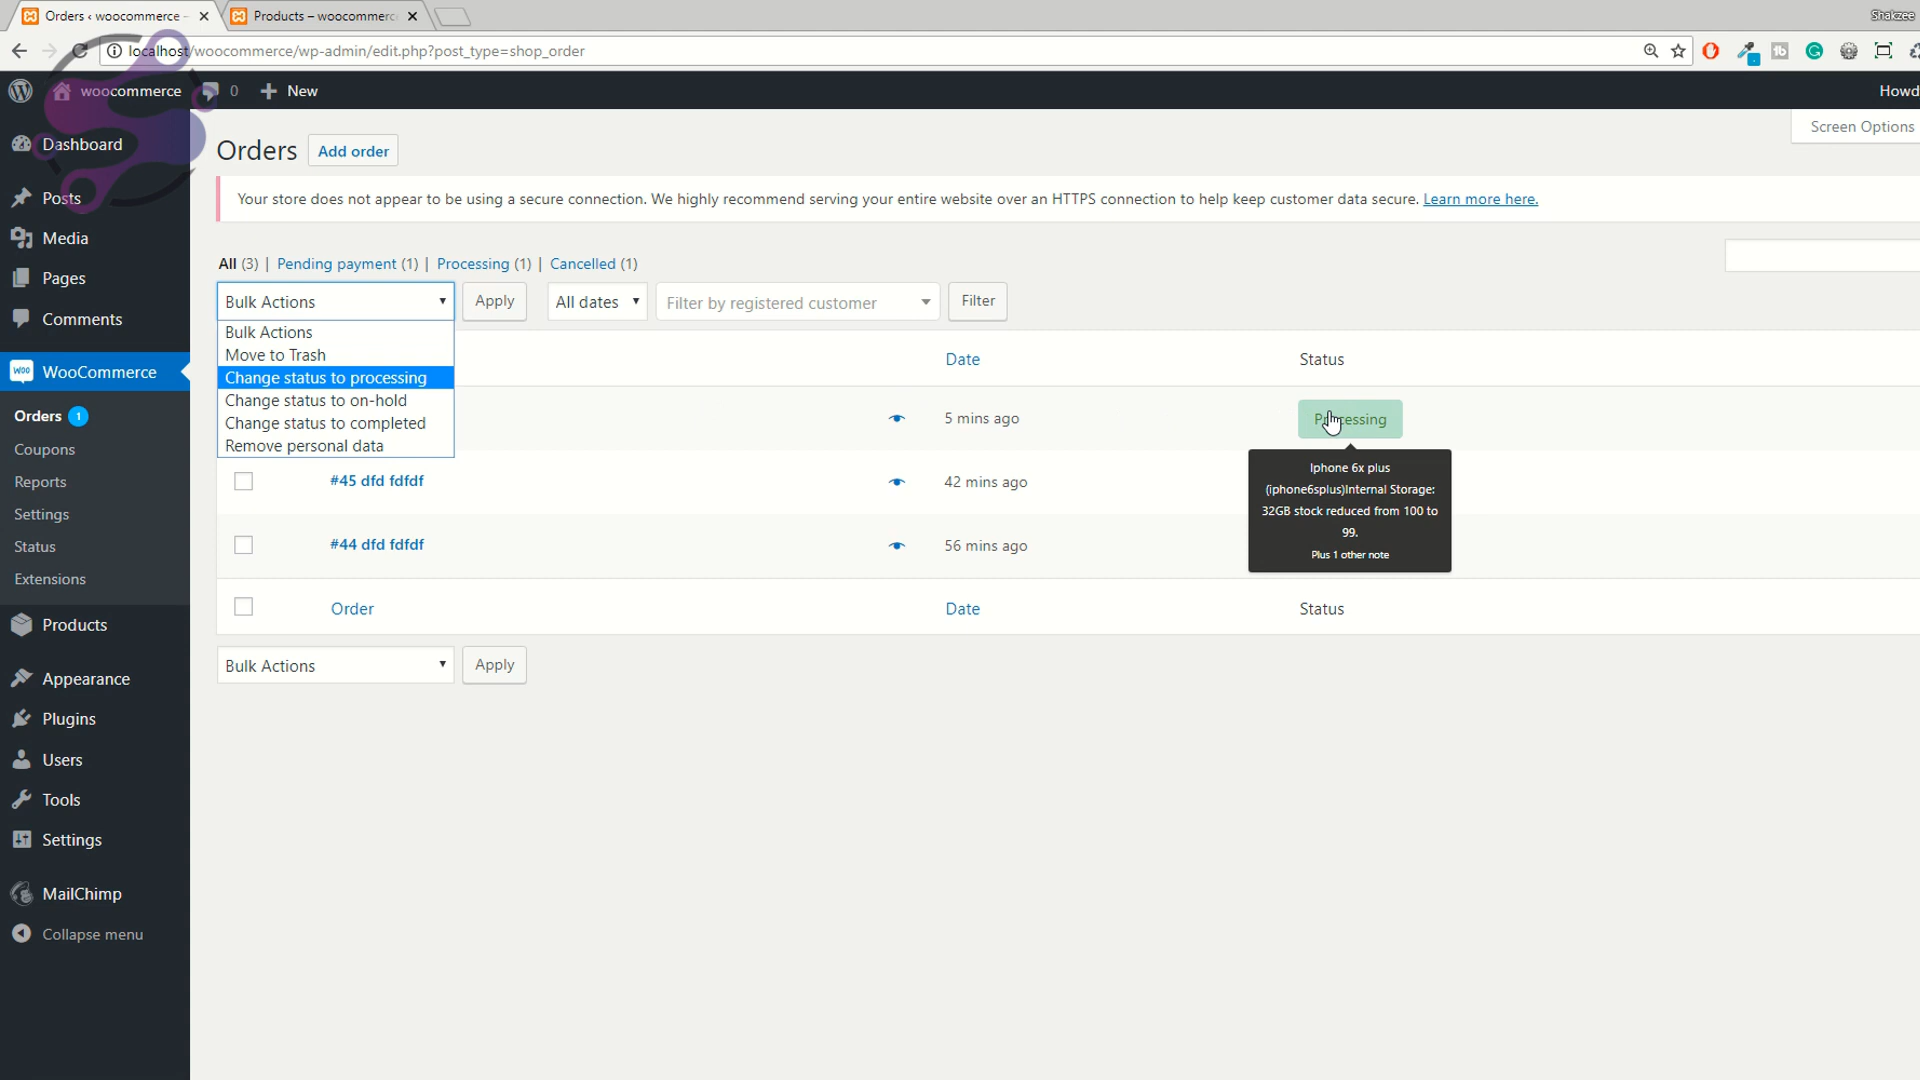 Orders ‹ woocommerce –
Products – woocommerc
Shakzee
localhost/woocommerce/wp-admin/edit.php?post_type=shop_order
woocommerce
0
New
Howd
Screen Options
Dashboard
Posts
Media
Pages
Comments
WooCommerce
Orders 1
Coupons
Reports
Settings
Status
Extensions
Products
Appearance
Plugins
Users
Tools
Settings
MailChimp
Collapse menu
Orders
Add order
Your store does not appear to be using a secure connection. We highly recommend serving your entire website over an HTTPS connection to help keep customer data secure. Learn more here.
All (3) | Pending payment (1) | Processing (1) | Cancelled (1)
Bulk Actions
Apply
All dates
Filter by registered customer
Filter
Bulk Actions
Move to Trash
Change status to processing
Change status to on-hold
Change status to completed
Remove personal data
Date
Status
5 mins ago
Processing
#45 dfd fdfdf
42 mins ago
#44 dfd fdfdf
56 mins ago
Iphone 6x plus
(iphone6splus)Internal Storage:
32GB stock reduced from 100 to
99.
Plus 1 other note
Order
Date
Status
Bulk Actions
Apply